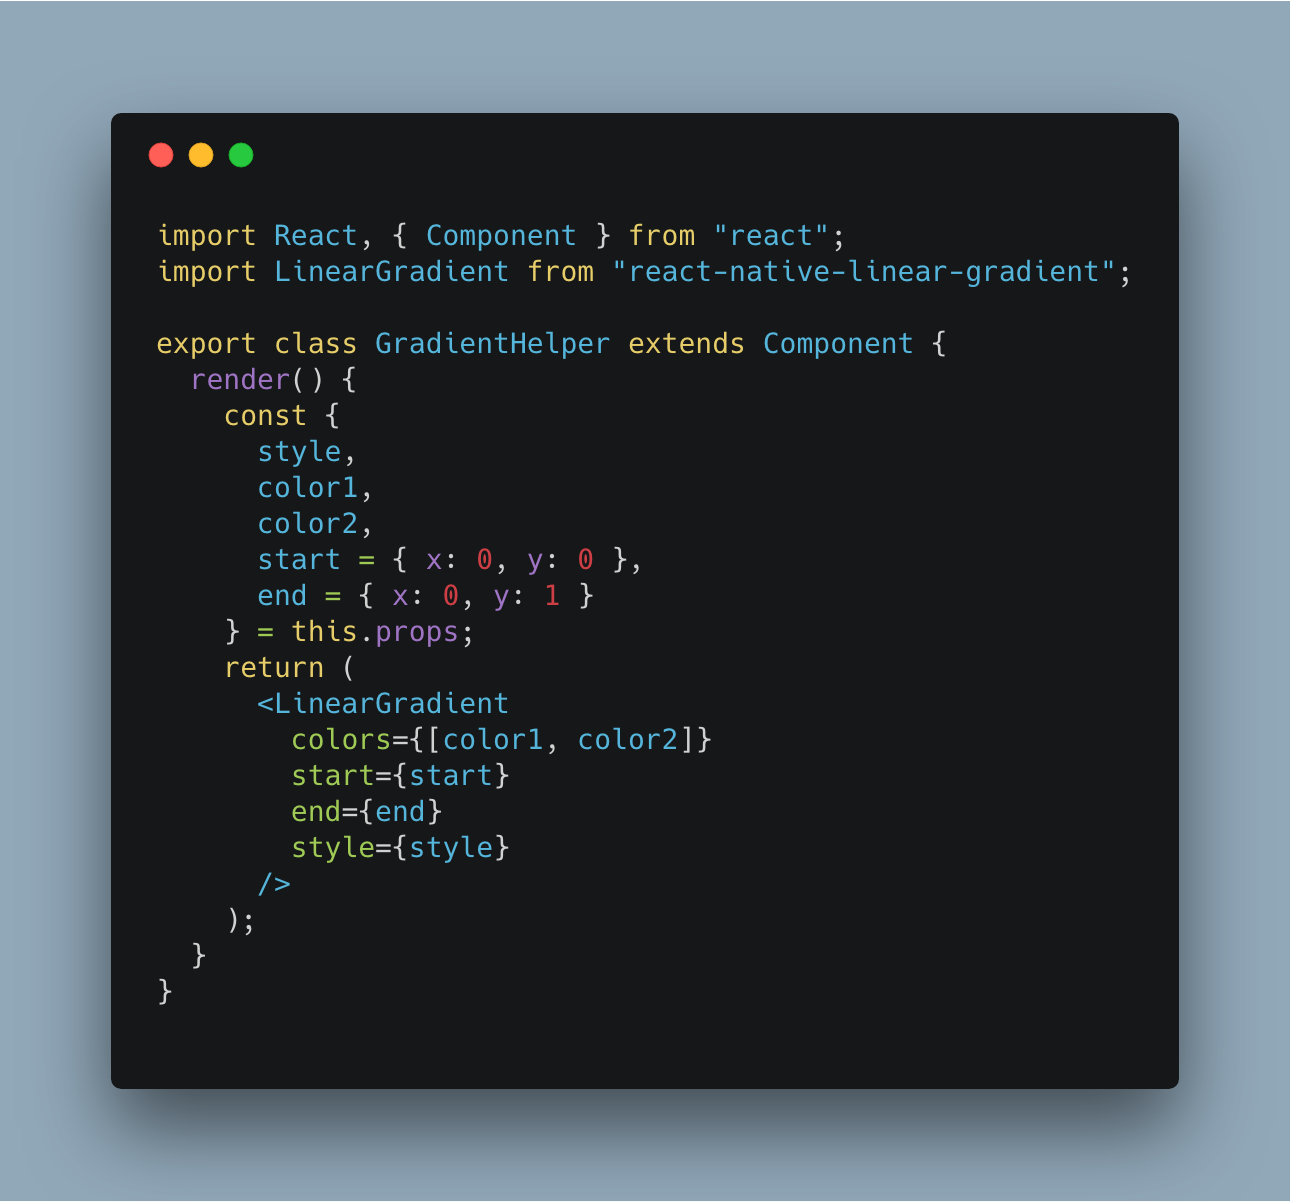 import React, { Component } from "react";
import LinearGradient from "react-native-linear-gradient";

export class GradientHelper extends Component {
  render() {
    const {
      style,
      color1,
      color2,
      start = { x: 0, y: 0 },
      end = { x: 0, y: 1 }
    } = this.props;
    return (
      <LinearGradient
        colors={[color1, color2]}
        start={start}
        end={end}
        style={style}
      />
    );
  }
}